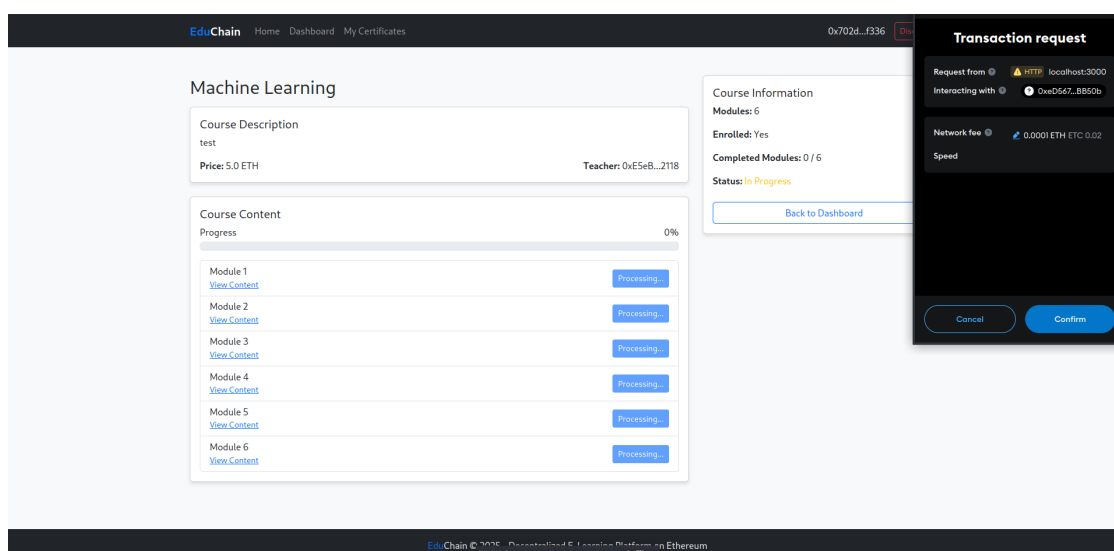 EduChain Home Dashboard My Certificates 0x702d...f336
Machine Learning
Course Description
test
Price: 5.0 ETH Teacher: 0xE5eB...2118
Course Content
Progress 0%
Module 1
View Content
Processing...
Module 2
View Content
Processing...
Module 3
View Content
Processing...
Module 4
View Content
Processing...
Module 5
View Content
Processing...
Module 6
View Content
Processing...
Course Information
Modules: 6
Enrolled: Yes
Completed Modules: 0 / 6
Status: In Progress
Back to Dashboard
Transaction request
Request from HTTP localhost:3000
Interacting with 0xeD567...BB50b
Network fee 0.0001 ETH ETC 0.02
Speed
Cancel Confirm
EduChain © 2025 Decentralized E-Learning Platform on Ethereum